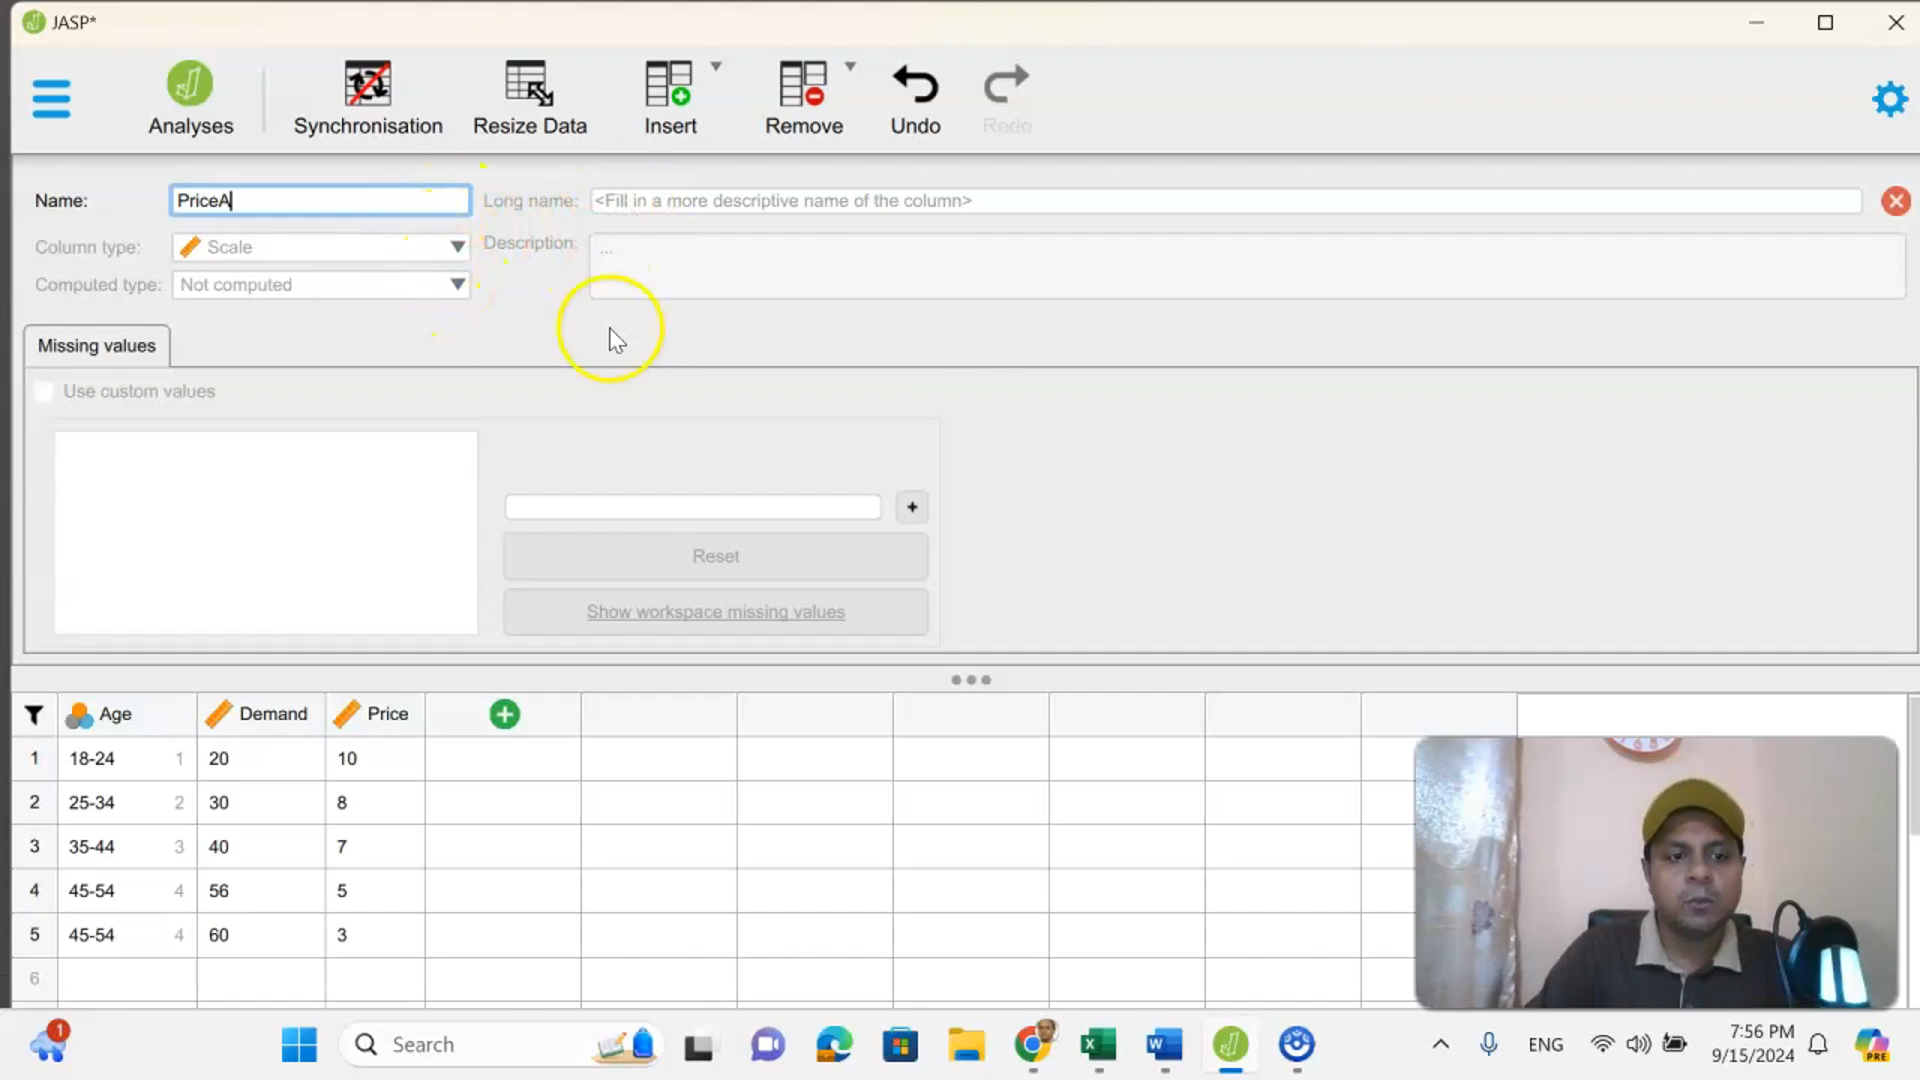 JASP*
Analyses
Synchronisation
Resize Data
Insert
Remove
Undo
Redo
Name: PriceA Long name: <Fill in a more descriptive name of the column>
Column type: Scale Description: ...
Computed type: Not computed
Missing values
Use custom values
+
Reset
Show workspace missing values
Age Demand Price
1 18-24 1 20 10
2 25-34 2 30 8
3 35-44 3 40 7
4 45-54 4 56 5
5 45-54 4 60 3
6
1 Search ENG 7:56 PM
9/15/2024
PRE